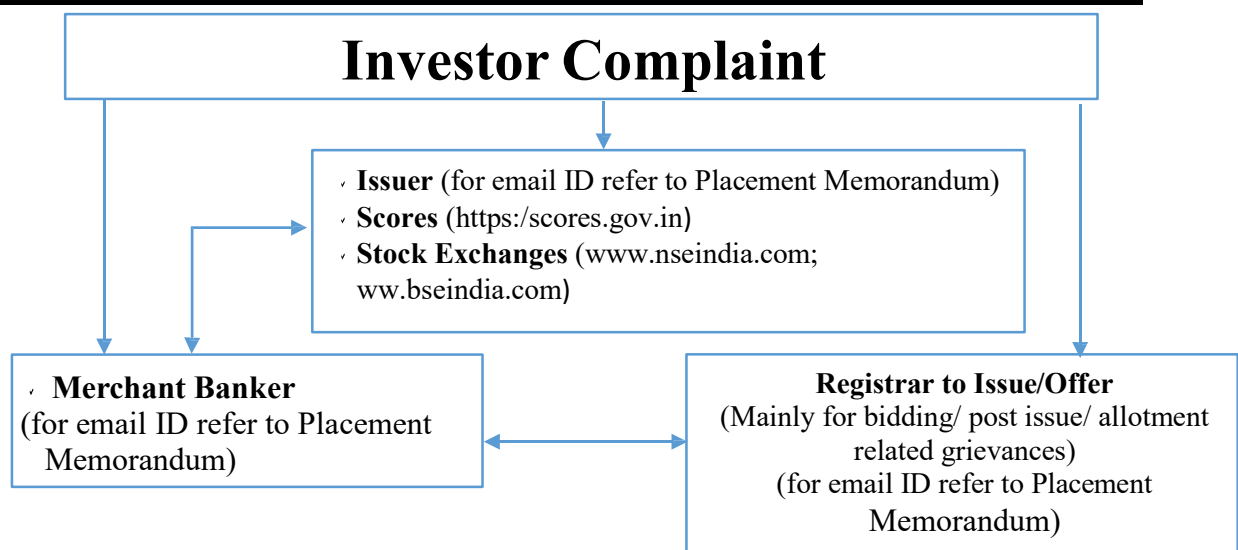 Investor Complaint
✓ Issuer (for email ID refer to Placement Memorandum)
✓ Scores (https:/scores.gov.in)
✓ Stock Exchanges (www.nseindia.com;
ww.bseindia.com)
✓ Merchant Banker
(for email ID refer to Placement
Memorandum)
Registrar to Issue/Offer
(Mainly for bidding/ post issue/ allotment
related grievances)
(for email ID refer to Placement
Memorandum)